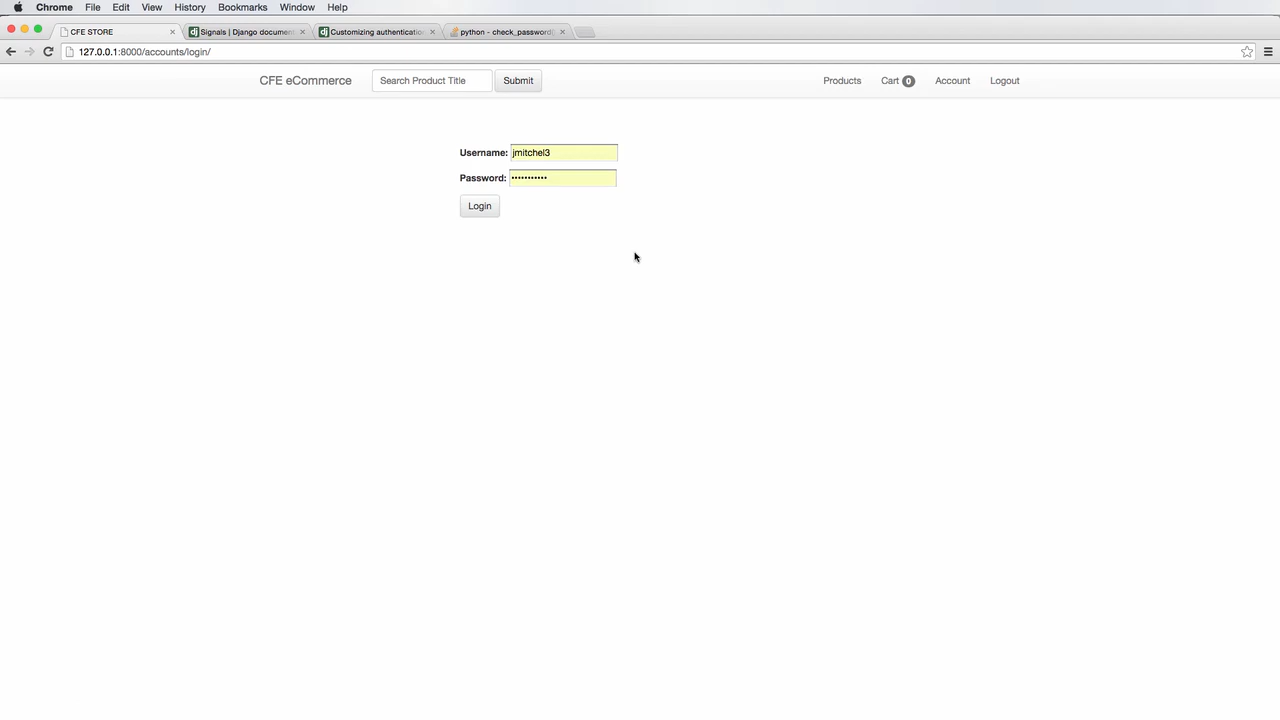 Chrome File Edit View History Bookmarks Window Help
CFE STORE Signals | Django documen Customizing authenticatio python - check_password(
127.0.0.1:8000/accounts/login/
CFE eCommerce Search Product Title Submit Products Cart 0 Account Logout
Username: jmitchel3
Password: •••••••••••
Login